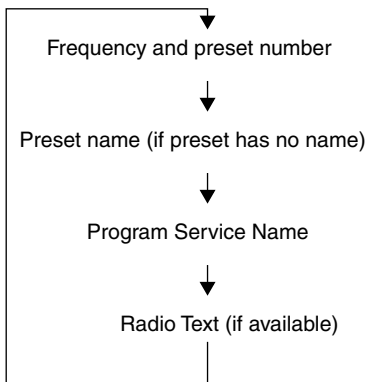 Frequency and preset number
Preset name (if preset has no name)
Program Service Name
Radio Text (if available)